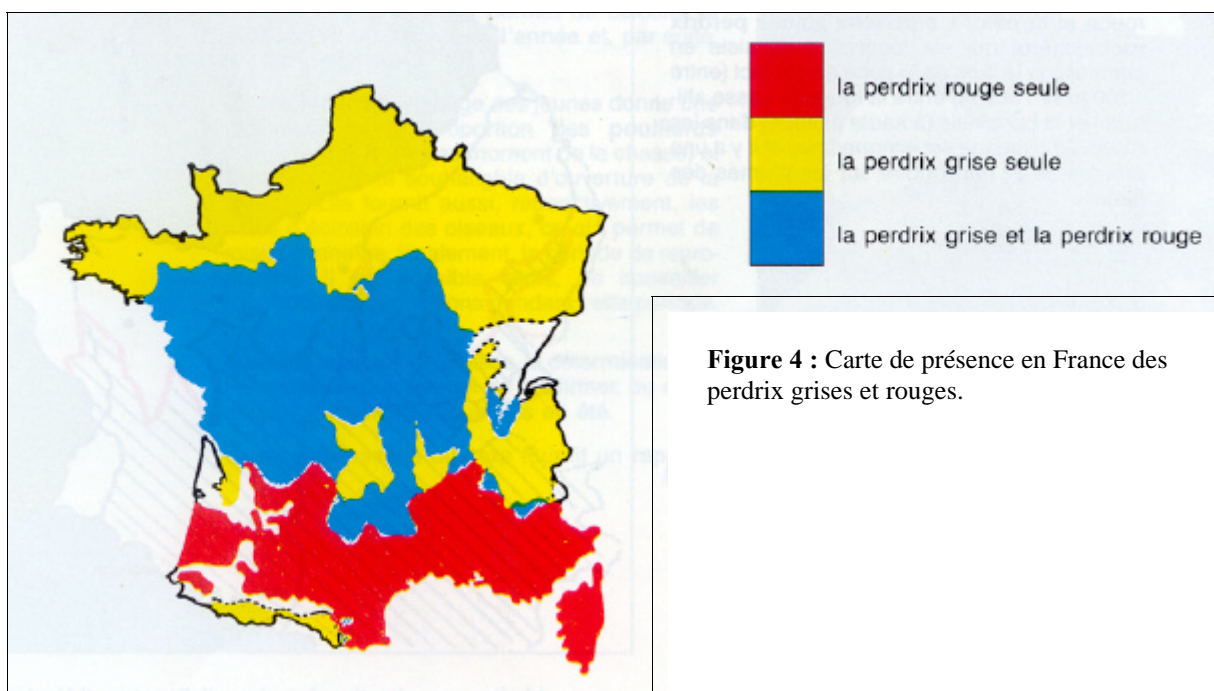 la perdrix rouge seule
la perdrix grise seule
la perdrix grise et la perdrix rouge
Figure 4 : Carte de présence en France des
perdrix grises et rouges.